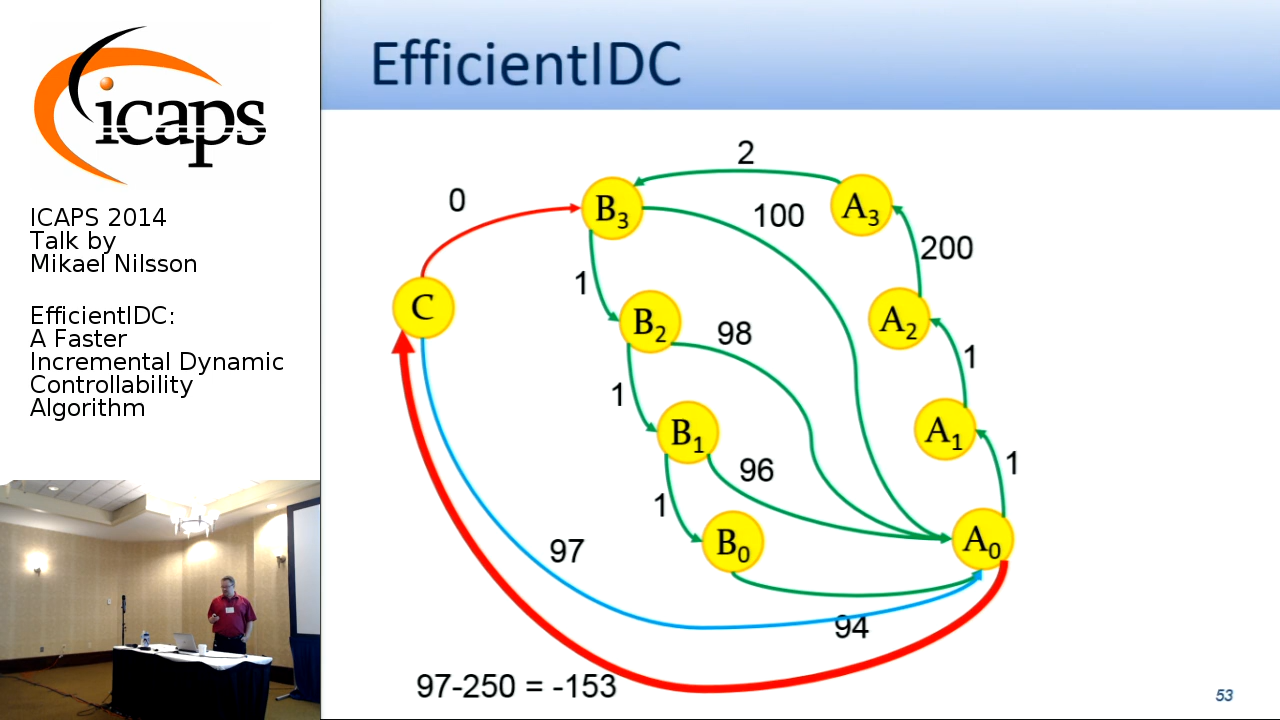 icaps
ICAPS 2014
Talk by
Mikael Nilsson
EfficientIDC:
A Faster
Incremental Dynamic
Controllability
Algorithm
EfficientIDC
2
0
B3
100
A3
200
1
C
B2
98
A2
1
1
B1
96
A1
1
1
B0
A0
97
94
97-250 = -153
53